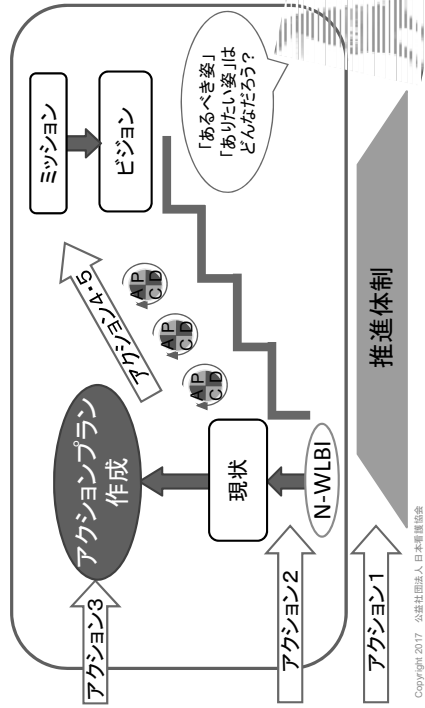 ミッション
ビジョン
「あるべき姿」
「ありたい姿」は
どんなだろう?
アクション4・5
A P
C D
A P
C D
A P
C D
アクションプラン
作成
現状
N-WLBI
アクション3
アクション2
アクション1
推進体制
Copyright 2017 公益社団法人 日本看護協会